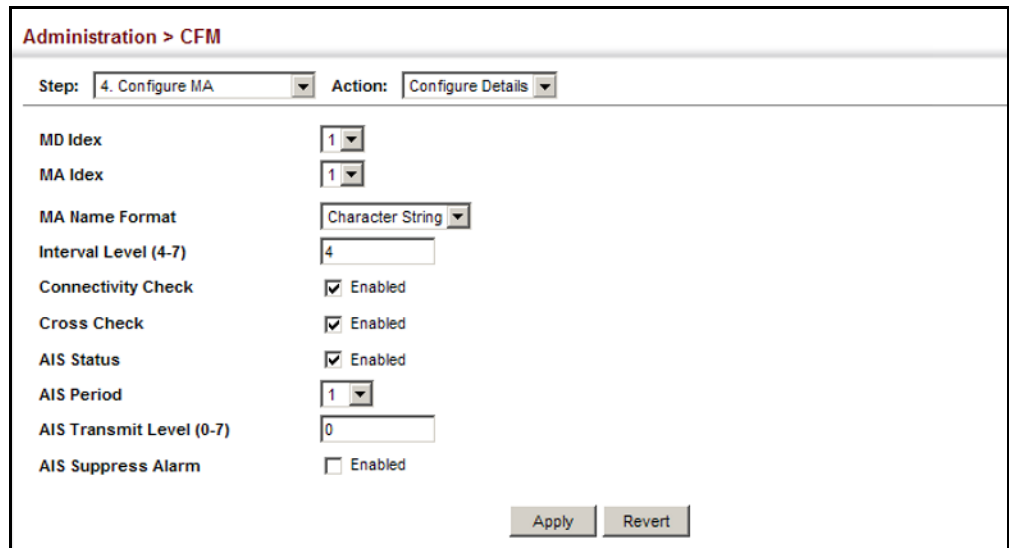 Administration > CFM
Step: 4. Configure MA Action: Configure Details
MD Idex 1
MA Idex 1
MA Name Format Character String
Interval Level (4-7) 4
Connectivity Check Enabled
Cross Check Enabled
AIS Status Enabled
AIS Period 1
AIS Transmit Level (0-7) 0
AIS Suppress Alarm Enabled
Apply Revert